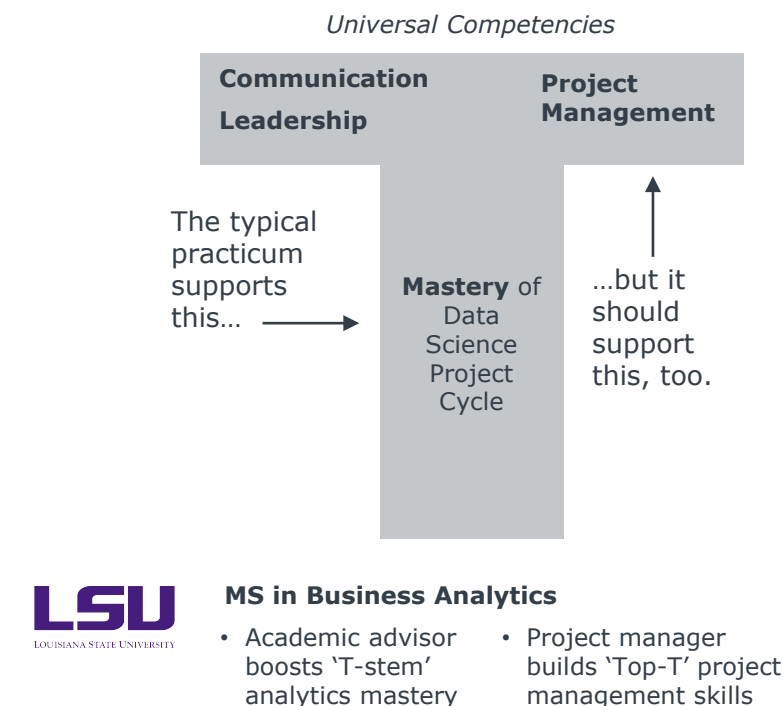 Universal Competencies
Communication
Leadership
Project
Management
The typical
practicum
supports
this…
Mastery of
Data
Science
Project
Cycle
…but it
should
support
this, too.
LSU
LOUISIANA STATE UNIVERSITY
MS in Business Analytics
• Academic advisor
boosts ‘T-stem’
analytics mastery
• Project manager
builds ‘Top-T’ project
management skills